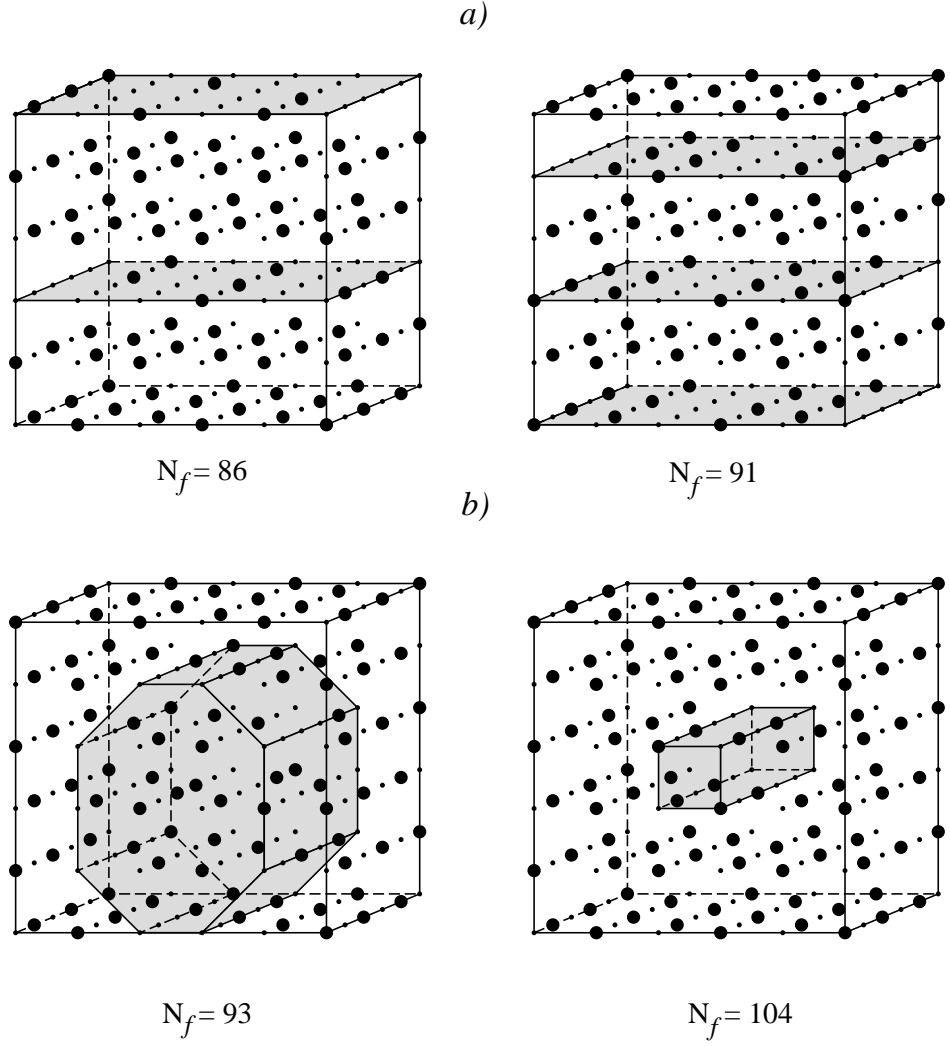 a)
N_f = 86
N_f = 91
b)
N_f = 93
N_f = 104